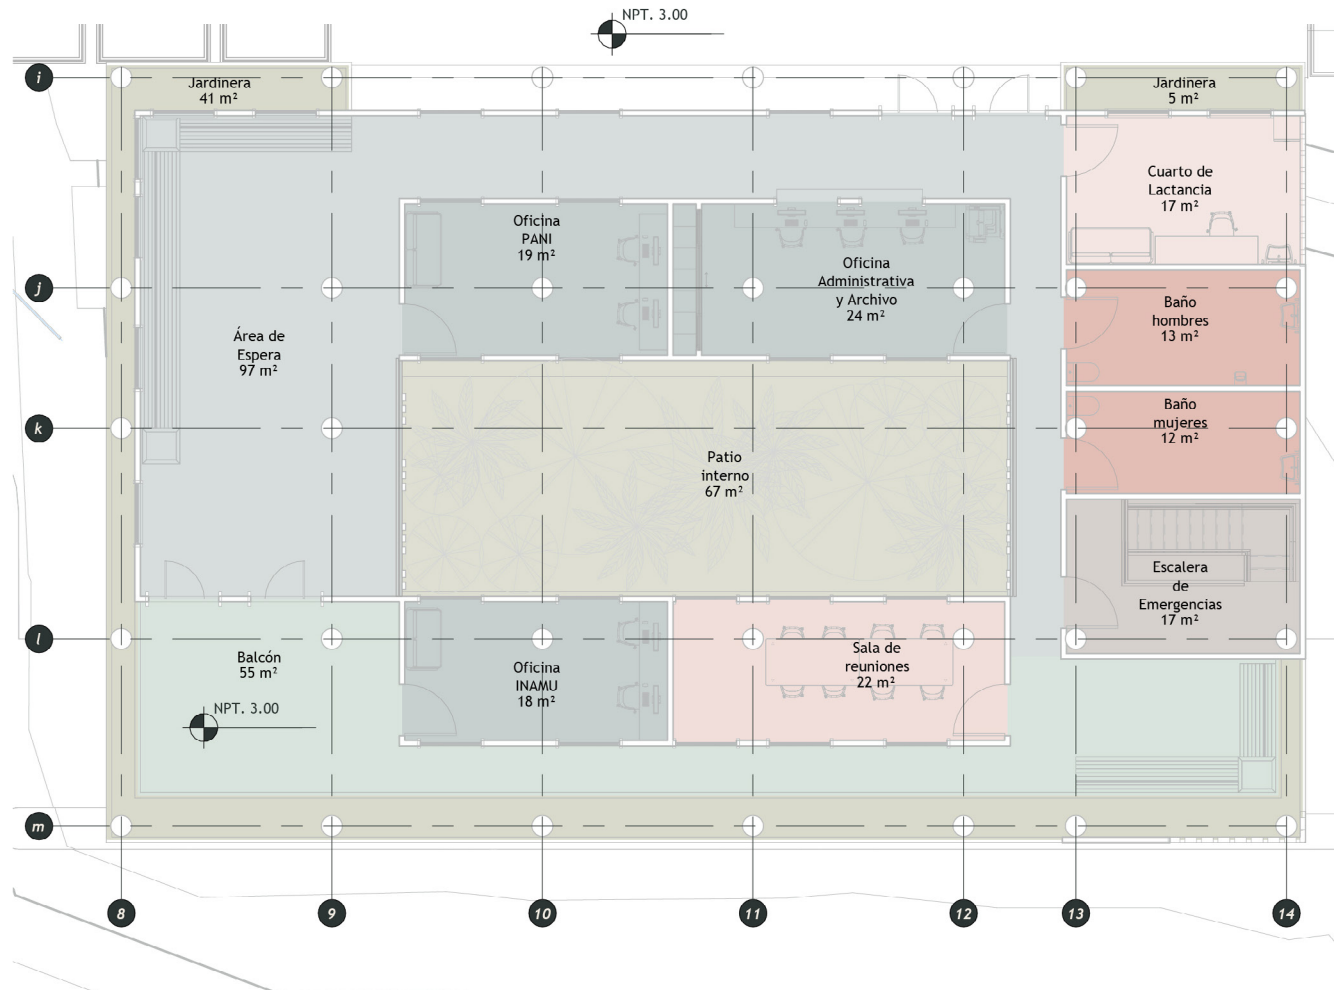 NPT. 3.00
i
Jardinera
41 m²
Jardinera
5 m²
Cuarto de
Lactancia
17 m²
Oficina
PANI
19 m²
Oficina
Administrativa
y Archivo
24 m²
j
Baño
hombres
13 m²
Área de
Espera
97 m²
k
Baño
mujeres
12 m²
Patio
interno
67 m²
Escalera
de
Emergencias
17 m²
l
Balcón
55 m²
Oficina
INAMU
18 m²
Sala de
reuniones
22 m²
NPT. 3.00
m
8
9
10
11
12
13
14